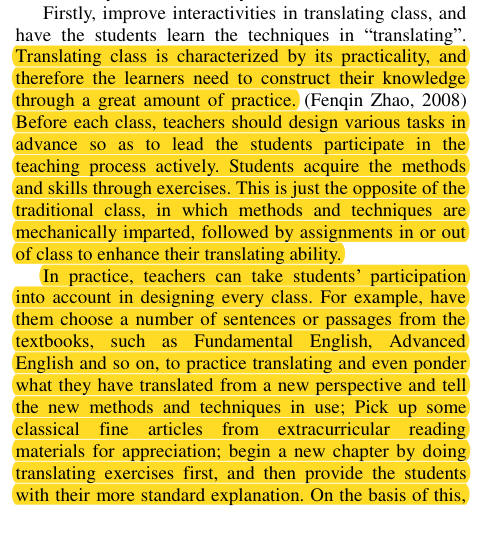 Firstly, improve interactivities in translating class, and
have the students learn the techniques in “translating”.
Translating class is characterized by its practicality, and
therefore the learners need to construct their knowledge
through a great amount of practice. (Fenqin Zhao, 2008)
Before each class, teachers should design various tasks in
advance so as to lead the students participate in the
teaching process actively. Students acquire the methods
and skills through exercises. This is just the opposite of the
traditional class, in which methods and techniques are
mechanically imparted, followed by assignments in or out
of class to enhance their translating ability.
In practice, teachers can take students’ participation
into account in designing every class. For example, have
them choose a number of sentences or passages from the
textbooks, such as Fundamental English, Advanced
English and so on, to practice translating and even ponder
what they have translated from a new perspective and tell
the new methods and techniques in use; Pick up some
classical fine articles from extracurricular reading
materials for appreciation; begin a new chapter by doing
translating exercises first, and then provide the students
with their more standard explanation. On the basis of this,